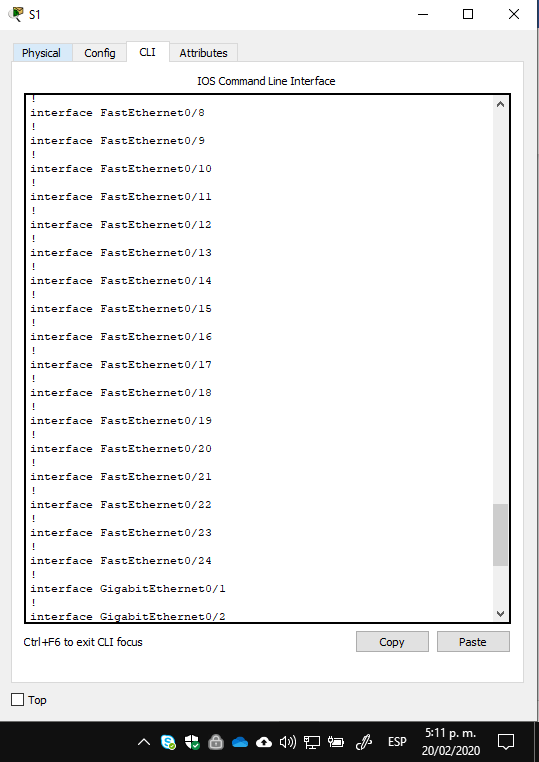 S1
Physical Config CLI Attributes
IOS Command Line Interface
!
interface FastEthernet0/8
!
interface FastEthernet0/9
!
interface FastEthernet0/10
!
interface FastEthernet0/11
!
interface FastEthernet0/12
!
interface FastEthernet0/13
!
interface FastEthernet0/14
!
interface FastEthernet0/15
!
interface FastEthernet0/16
!
interface FastEthernet0/17
!
interface FastEthernet0/18
!
interface FastEthernet0/19
!
interface FastEthernet0/20
!
interface FastEthernet0/21
!
interface FastEthernet0/22
!
interface FastEthernet0/23
!
interface FastEthernet0/24
!
interface GigabitEthernet0/1
!
interface GigabitEthernet0/2
Ctrl+F6 to exit CLI focus Copy Paste
Top
ESP 5:11 p. m.
20/02/2020